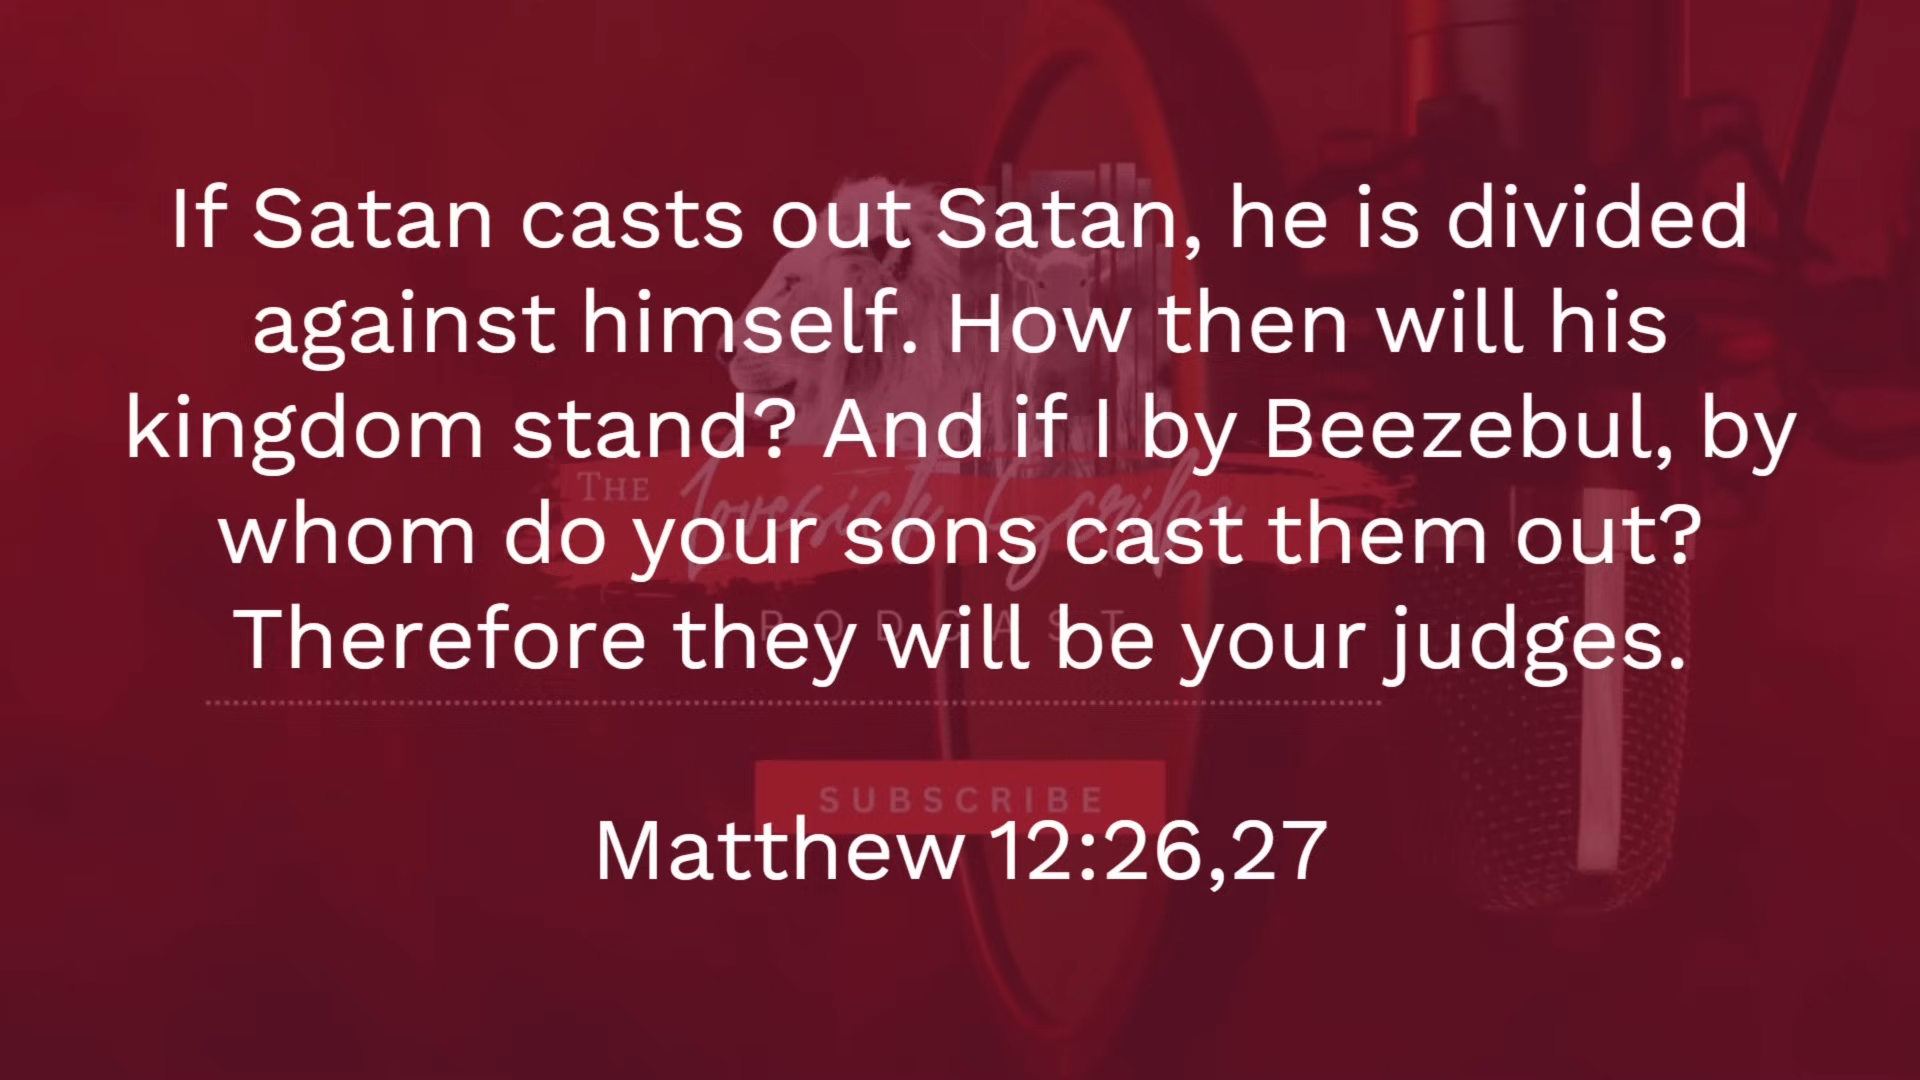 If Satan casts out Satan, he is divided
against himself. How then will his
kingdom stand? And if I by Beezebul, by
whom do your sons cast them out?
Therefore they will be your judges.
THE Lovesick Scribe
PODCAST
SUBSCRIBE
Matthew 12:26,27